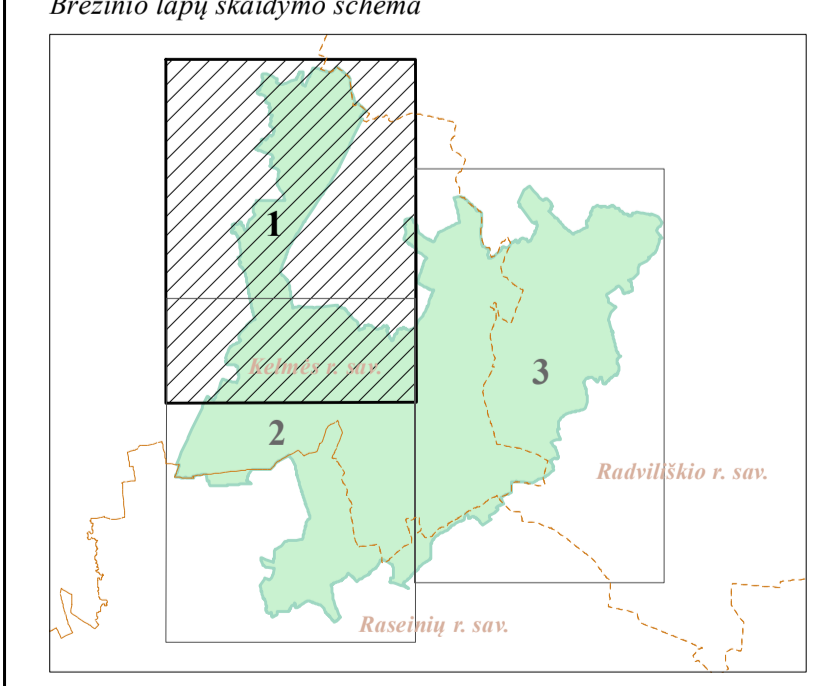 Brėžinio lapų skaidymo schema
1
Kelmės r. sav.
3
2
Radviliškio r. sav.
Raseinių r. sav.